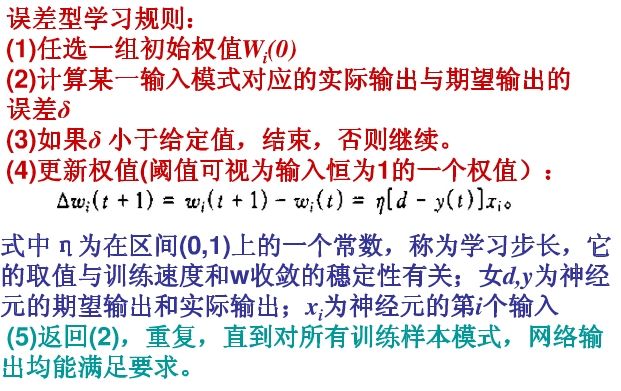 误差型学习规则：
(1)任选一组初始权值Wi(0)
(2)计算某一输入模式对应的实际输出与期望输出的
误差δ
(3)如果δ 小于给定值，结束，否则继续。
(4)更新权值(阈值可视为输入恒为1的一个权值）：
Δwi(t + 1) = wi(t + 1) - wi(t) = η[d - y(t)]xi。
式中 η 为在区间(0,1)上的一个常数，称为学习步长，它
的取值与训练速度和w收敛的穗定性有关；女d,y为神经
元的期望输出和实际输出；xi为神经元的第i个输入
(5)返回(2)，重复，直到对所有训练样本模式，网络输
出均能满足要求。